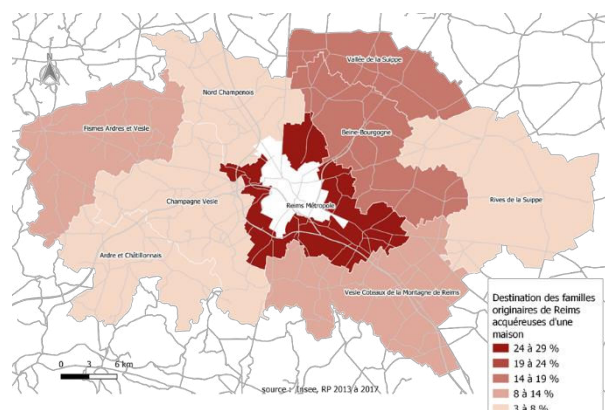 N
Vallée de la Suippe
Nord Champenois
Fismes Ardres et Vesle
Beine-Bourgogne
Champagne Vesle
Reims Métropole
Rives de la Suippe
Ardre et Châtillonnais
Vesle Coteaux de la Montagne de Reims
Destination des familles
originaires de Reims
acquéreuses d'une
maison
24 à 29 %
19 à 24 %
14 à 19 %
8 à 14 %
3 à 8 %
0 3 6 km
source : Insee, RP 2013 à 2017